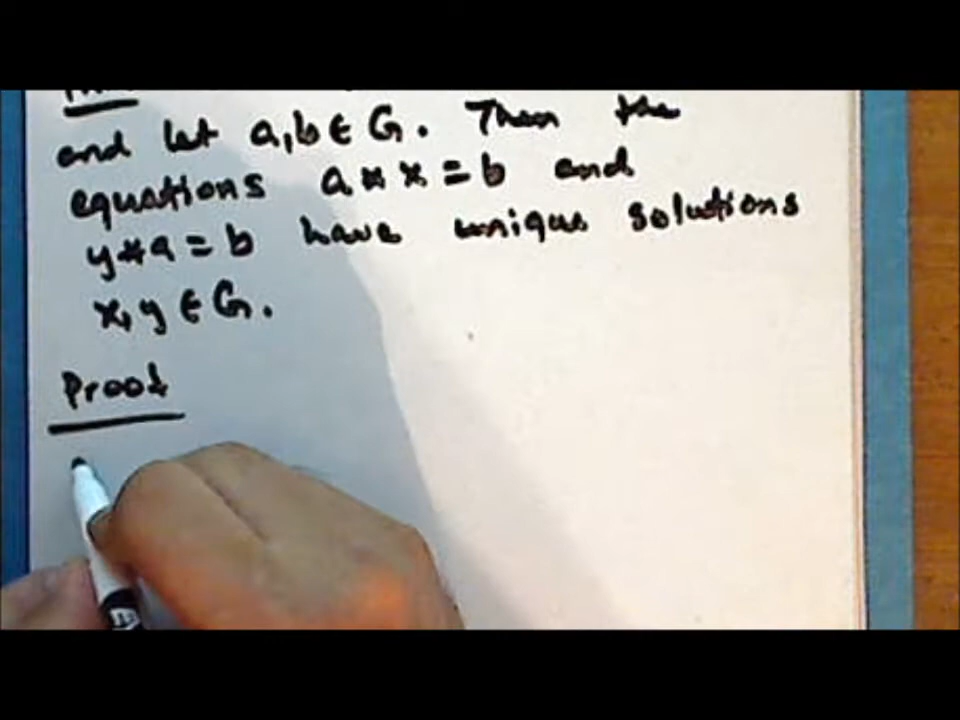 and let a,b ∈ G. Then the
equations a * x = b and
y*a = b have unique solutions
x, y ∈ G.
Proof